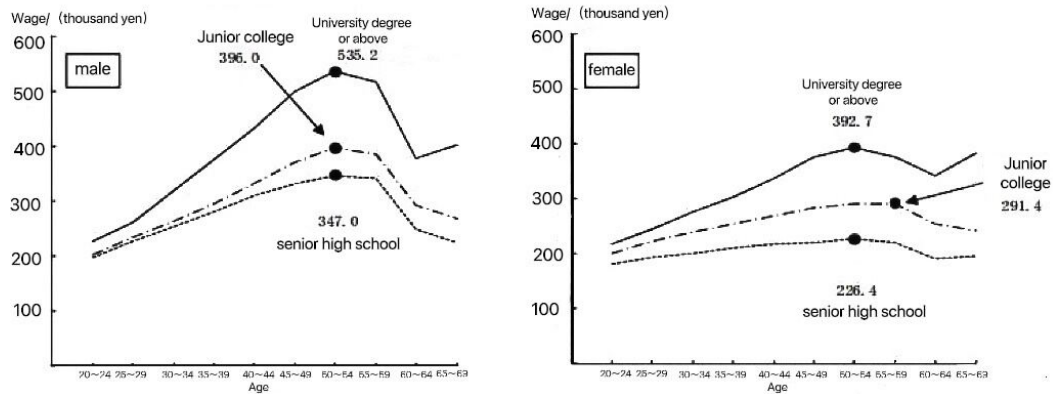 Wage/ (thousand yen)
600
500
400
300
200
100
male
Junior college
396.0
University degree
or above
535.2
347.0
senior high school
20~24 25~29 30~34 35~39 40~44 45~49 50~54 55~59 60~64 65~69
Age
Wage/ (thousand yen)
600
500
400
300
200
100
female
University degree
or above
392.7
Junior
college
291.4
226.4
senior high school
20~24 25~29 30~34 35~39 40~44 45~49 50~54 55~59 60~64 65~69
Age